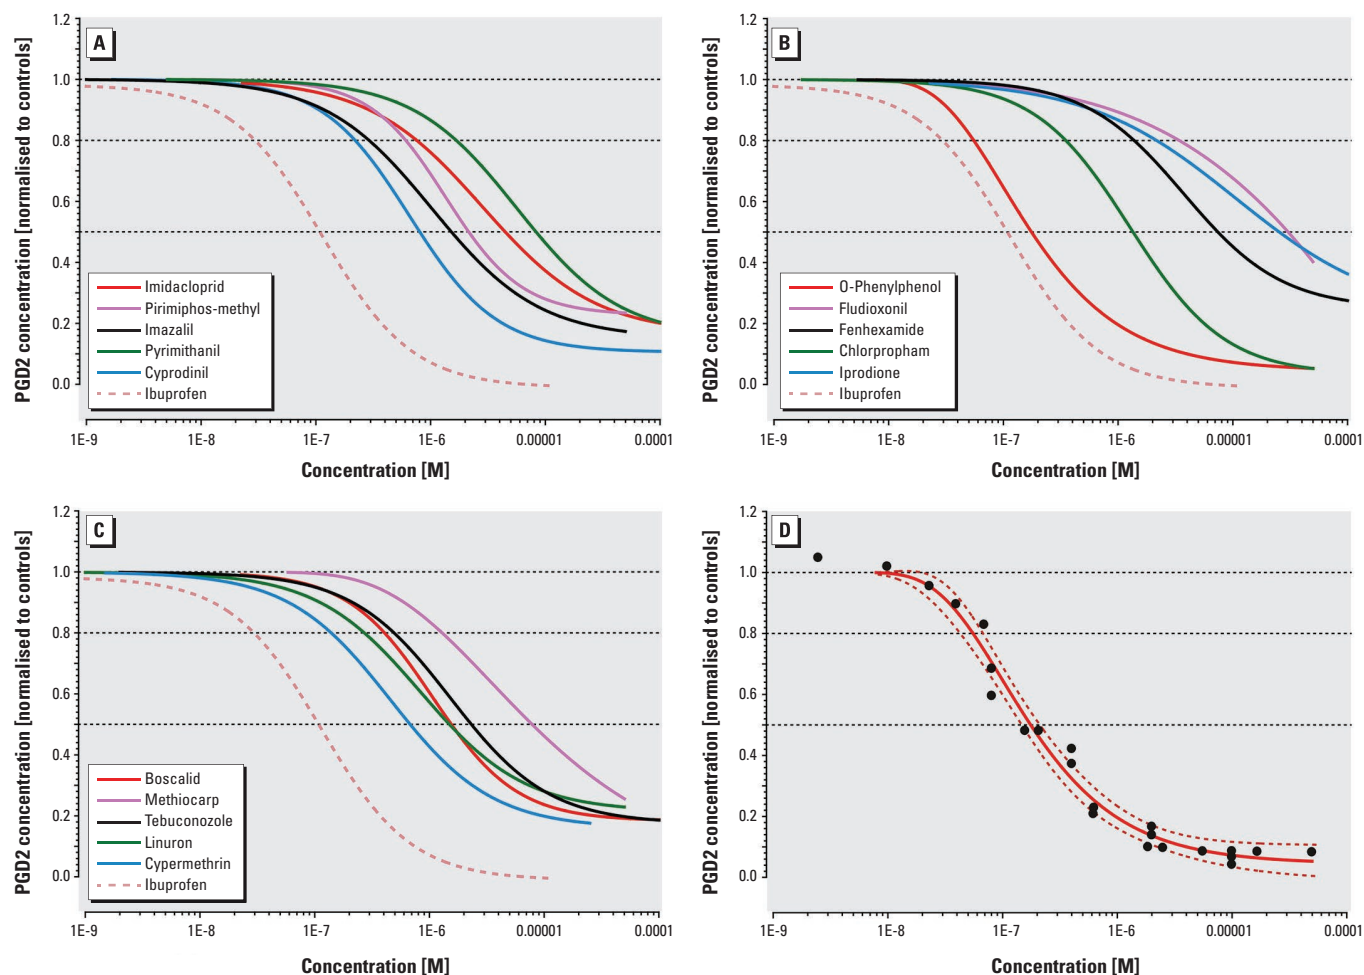 A
PGD2 concentration [normalised to controls]
1.2
1.0
0.8
0.6
0.4
0.2
0.0
Imidacloprid
Pirimiphos-methyl
Imazalil
Pyrimithanil
Cyprodinil
Ibuprofen
1E-9 1E-8 1E-7 1E-6 0.00001 0.0001
Concentration [M]
B
PGD2 concentration [normalised to controls]
1.2
1.0
0.8
0.6
0.4
0.2
0.0
O-Phenylphenol
Fludioxonil
Fenhexamide
Chlorpropham
Iprodione
Ibuprofen
1E-9 1E-8 1E-7 1E-6 0.00001 0.0001
Concentration [M]
C
PGD2 concentration [normalised to controls]
1.2
1.0
0.8
0.6
0.4
0.2
0.0
Boscalid
Methiocarp
Tebuconozole
Linuron
Cypermethrin
Ibuprofen
1E-9 1E-8 1E-7 1E-6 0.00001 0.0001
Concentration [M]
D
PGD2 concentration [normalised to controls]
1.2
1.0
0.8
0.6
0.4
0.2
0.0
1E-9 1E-8 1E-7 1E-6 0.00001 0.0001
Concentration [M]